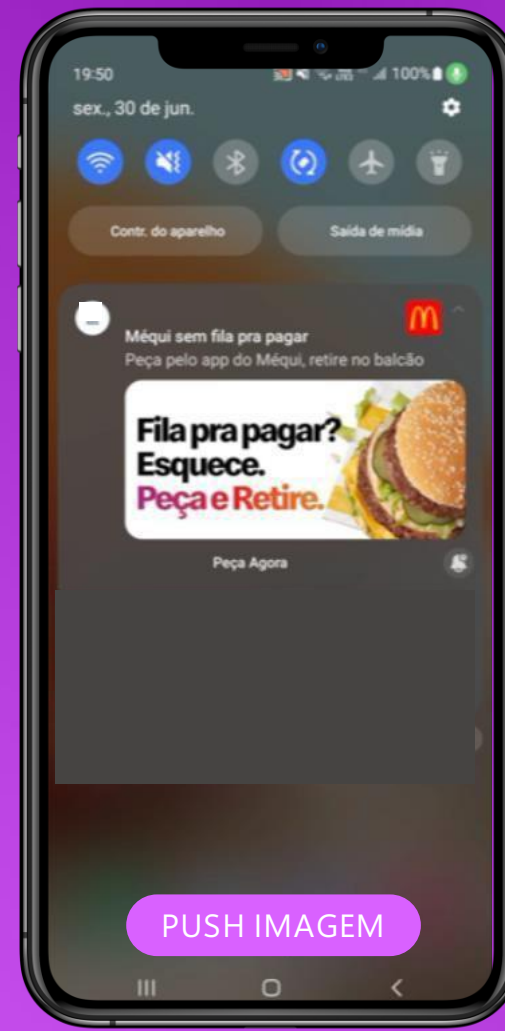 19:50
100%
sex., 30 de jun.
Contr. do aparelho
Saída de mídia
Méqui sem fila pra pagar
Peça pelo app do Méqui, retire no balcão
Fila pra pagar?
Esquece.
Peça e Retire.
Peça Agora
PUSH IMAGEM